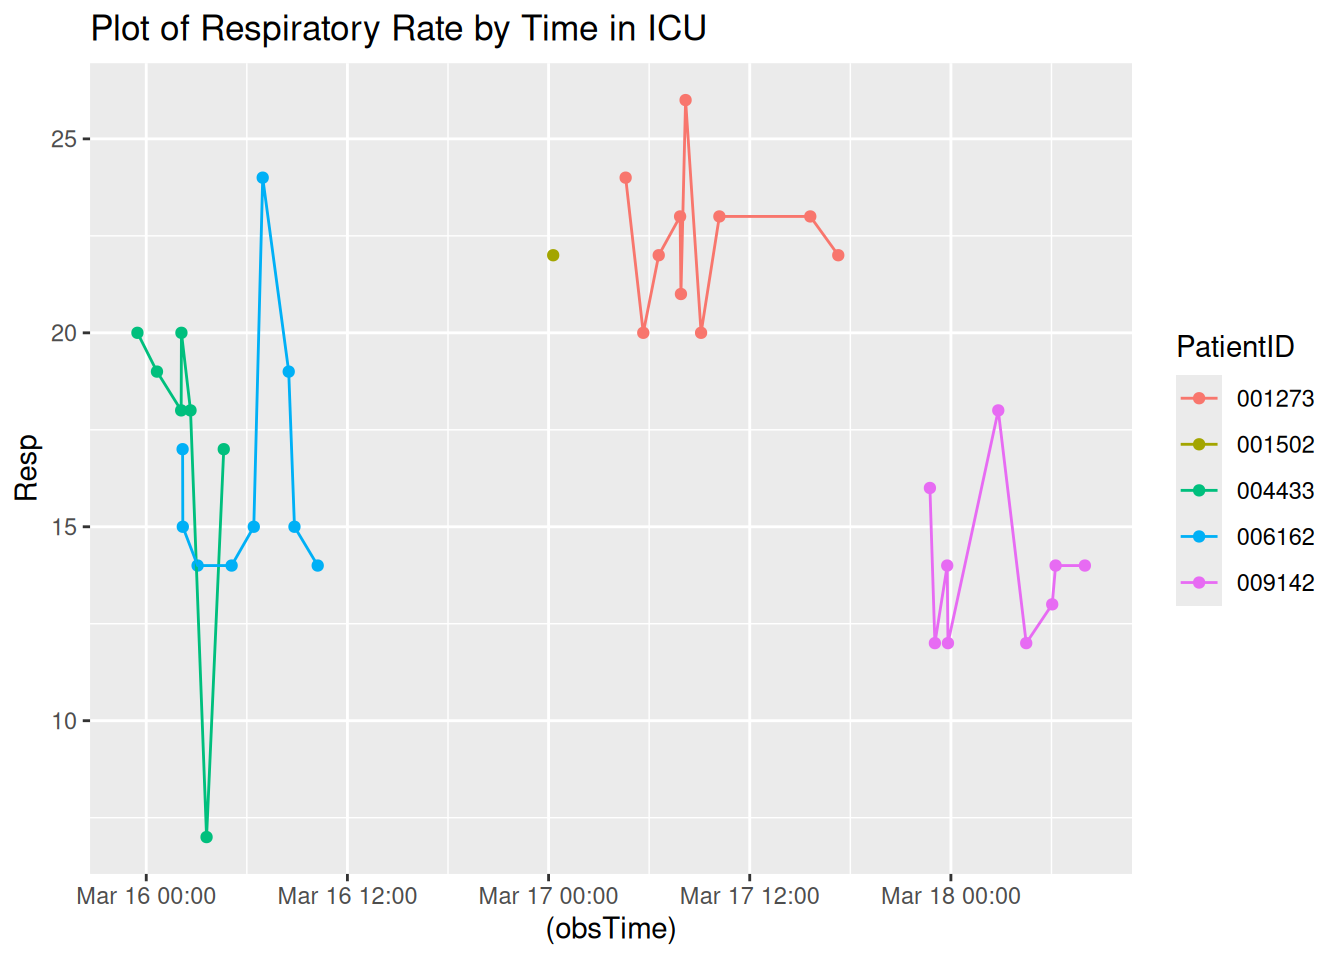 Plot of Respiratory Rate by Time in ICU
25
20
15
10
Resp
Mar 16 00:00 Mar 16 12:00 Mar 17 00:00 Mar 17 12:00 Mar 18 00:00
(obsTime)
PatientID
001273
001502
004433
006162
009142